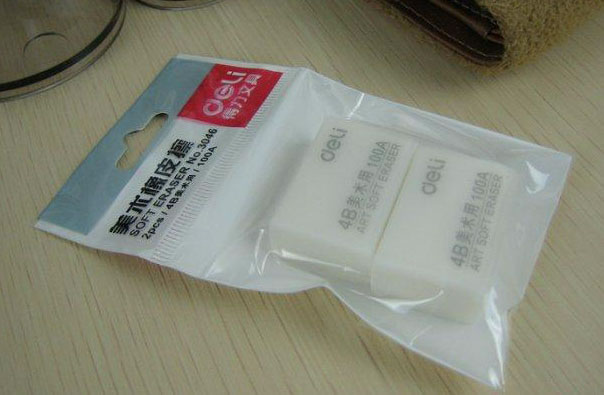 deli
得力文具
美术橡皮擦
SOFT ERASER No.3046
2pcs / 4B美术用 / 100A
deli
4B美术用 100A
ART SOFT ERASER
deli
4B美术用 100A
ART SOFT ERASER